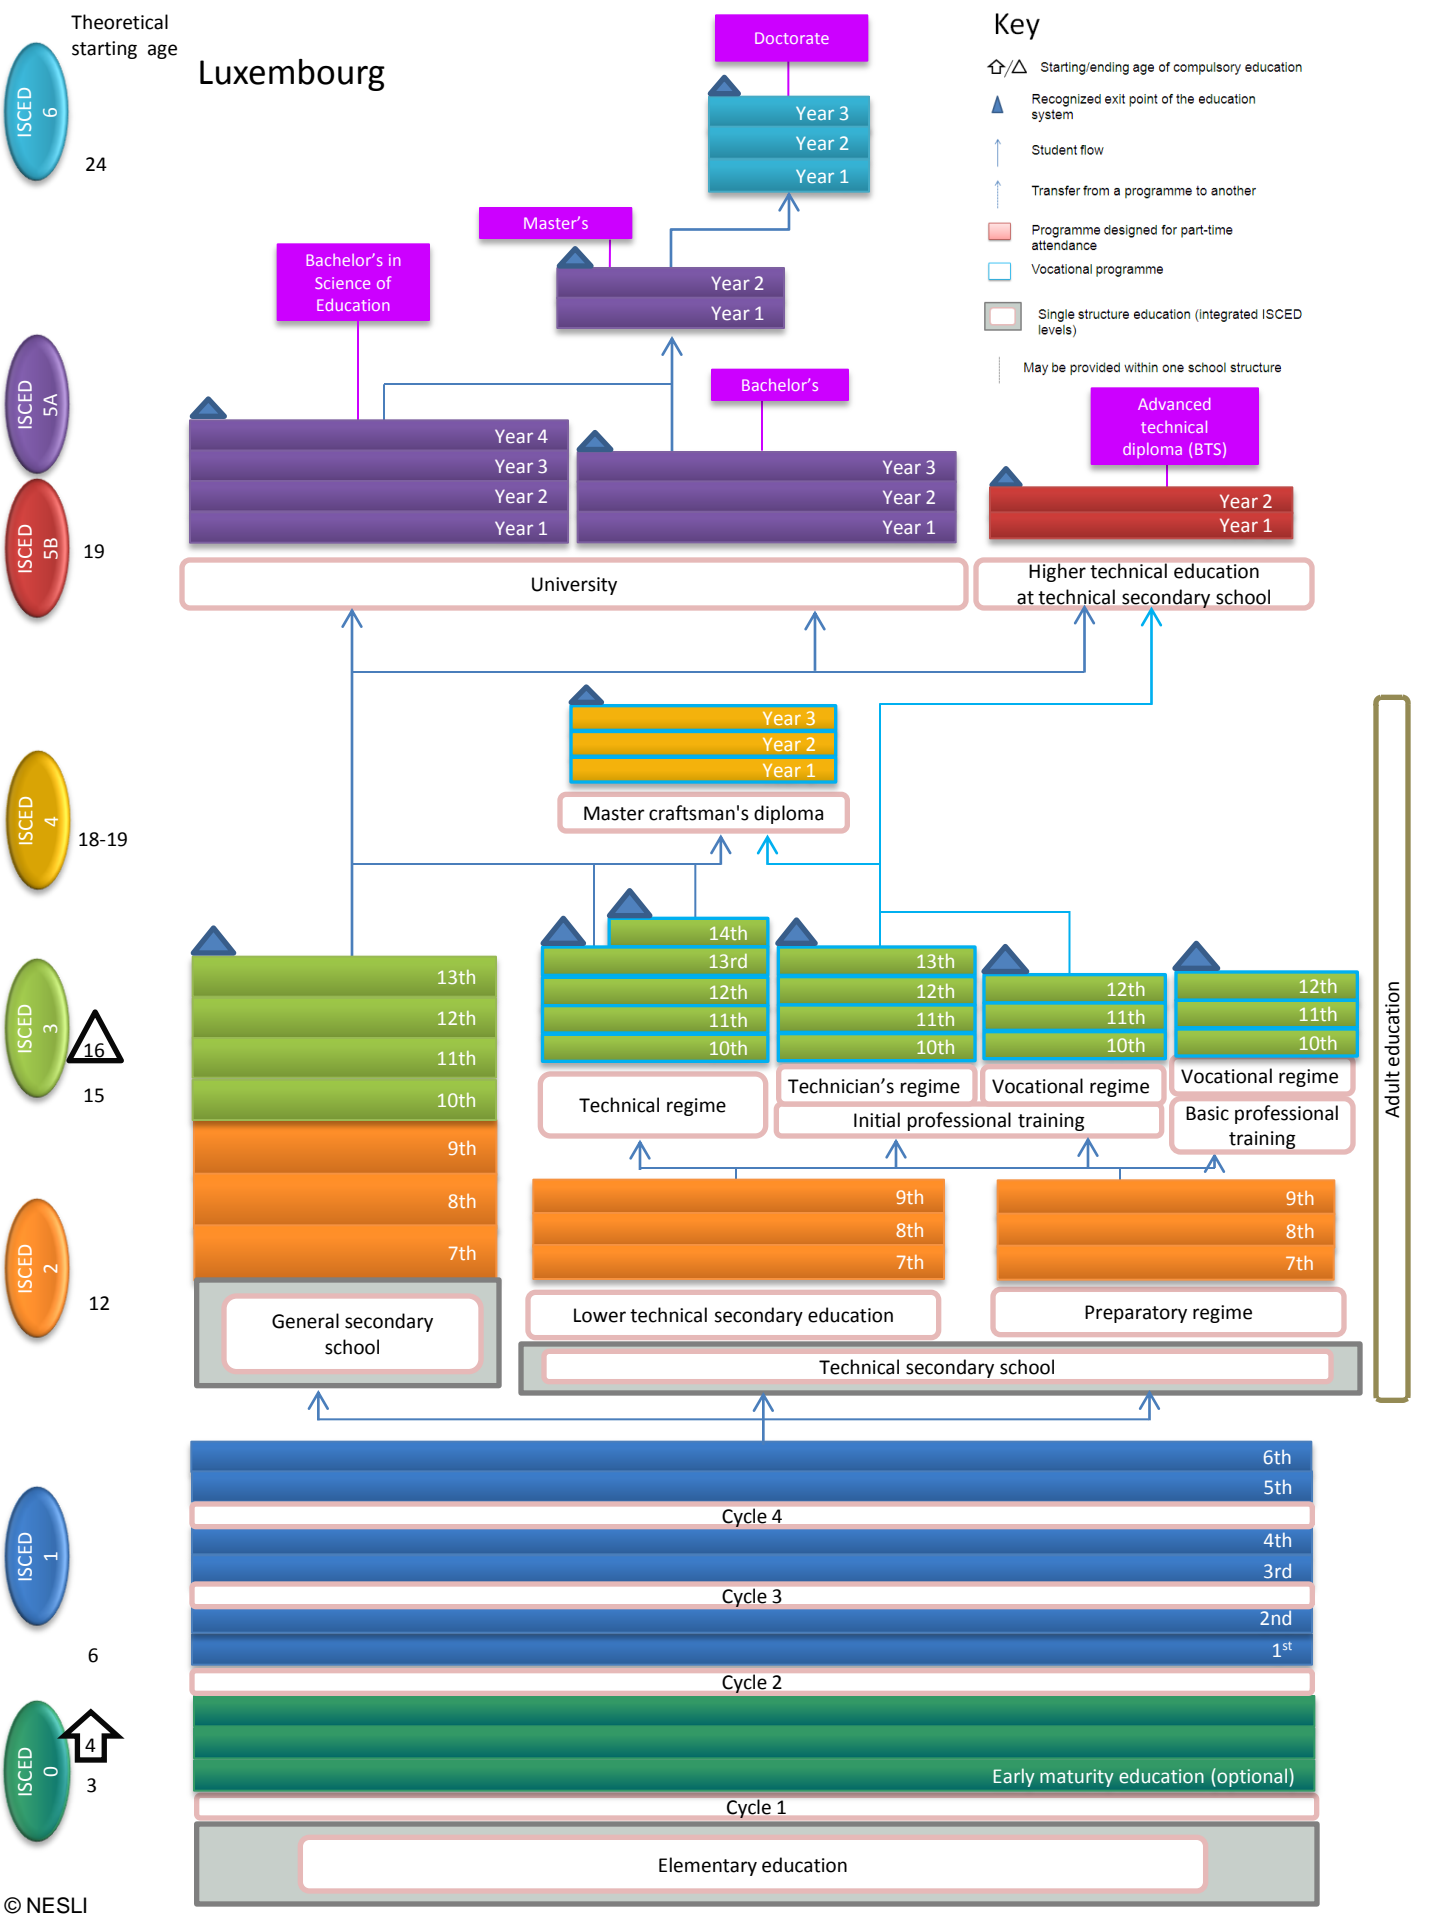 Theoretical
starting age
Luxembourg
Key
Starting/ending age of compulsory education
Recognized exit point of the education
system
Student flow
Transfer from a programme to another
Programme designed for part-time
attendance
Vocational programme
Single structure education (integrated ISCED
levels)
May be provided within one school structure
ISCED
6
24
Doctorate
Year 3
Year 2
Year 1
Master's
Year 2
Year 1
Bachelor's in
Science of
Education
Bachelor's
Advanced
technical
diploma (BTS)
ISCED
5A
ISCED
5B
19
Year 4
Year 3
Year 2
Year 1
Year 3
Year 2
Year 1
Year 2
Year 1
University
Higher technical education
at technical secondary school
ISCED
4
18-19
Year 3
Year 2
Year 1
Master craftsman's diploma
ISCED
3
16
15
13th
12th
11th
10th
9th
8th
7th
14th
13rd
12th
11th
10th
13th
12th
11th
10th
12th
11th
10th
12th
11th
10th
Technical regime
Technician's regime
Vocational regime
Initial professional training
Vocational regime
Basic professional
training
Adult education
ISCED
2
12
9th
8th
7th
9th
8th
7th
General secondary
school
Lower technical secondary education
Preparatory regime
Technical secondary school
ISCED
1
6
6th
5th
Cycle 4
4th
3rd
Cycle 3
2nd
1st
Cycle 2
ISCED
0
4
3
Early maturity education (optional)
Cycle 1
Elementary education
© NESLI